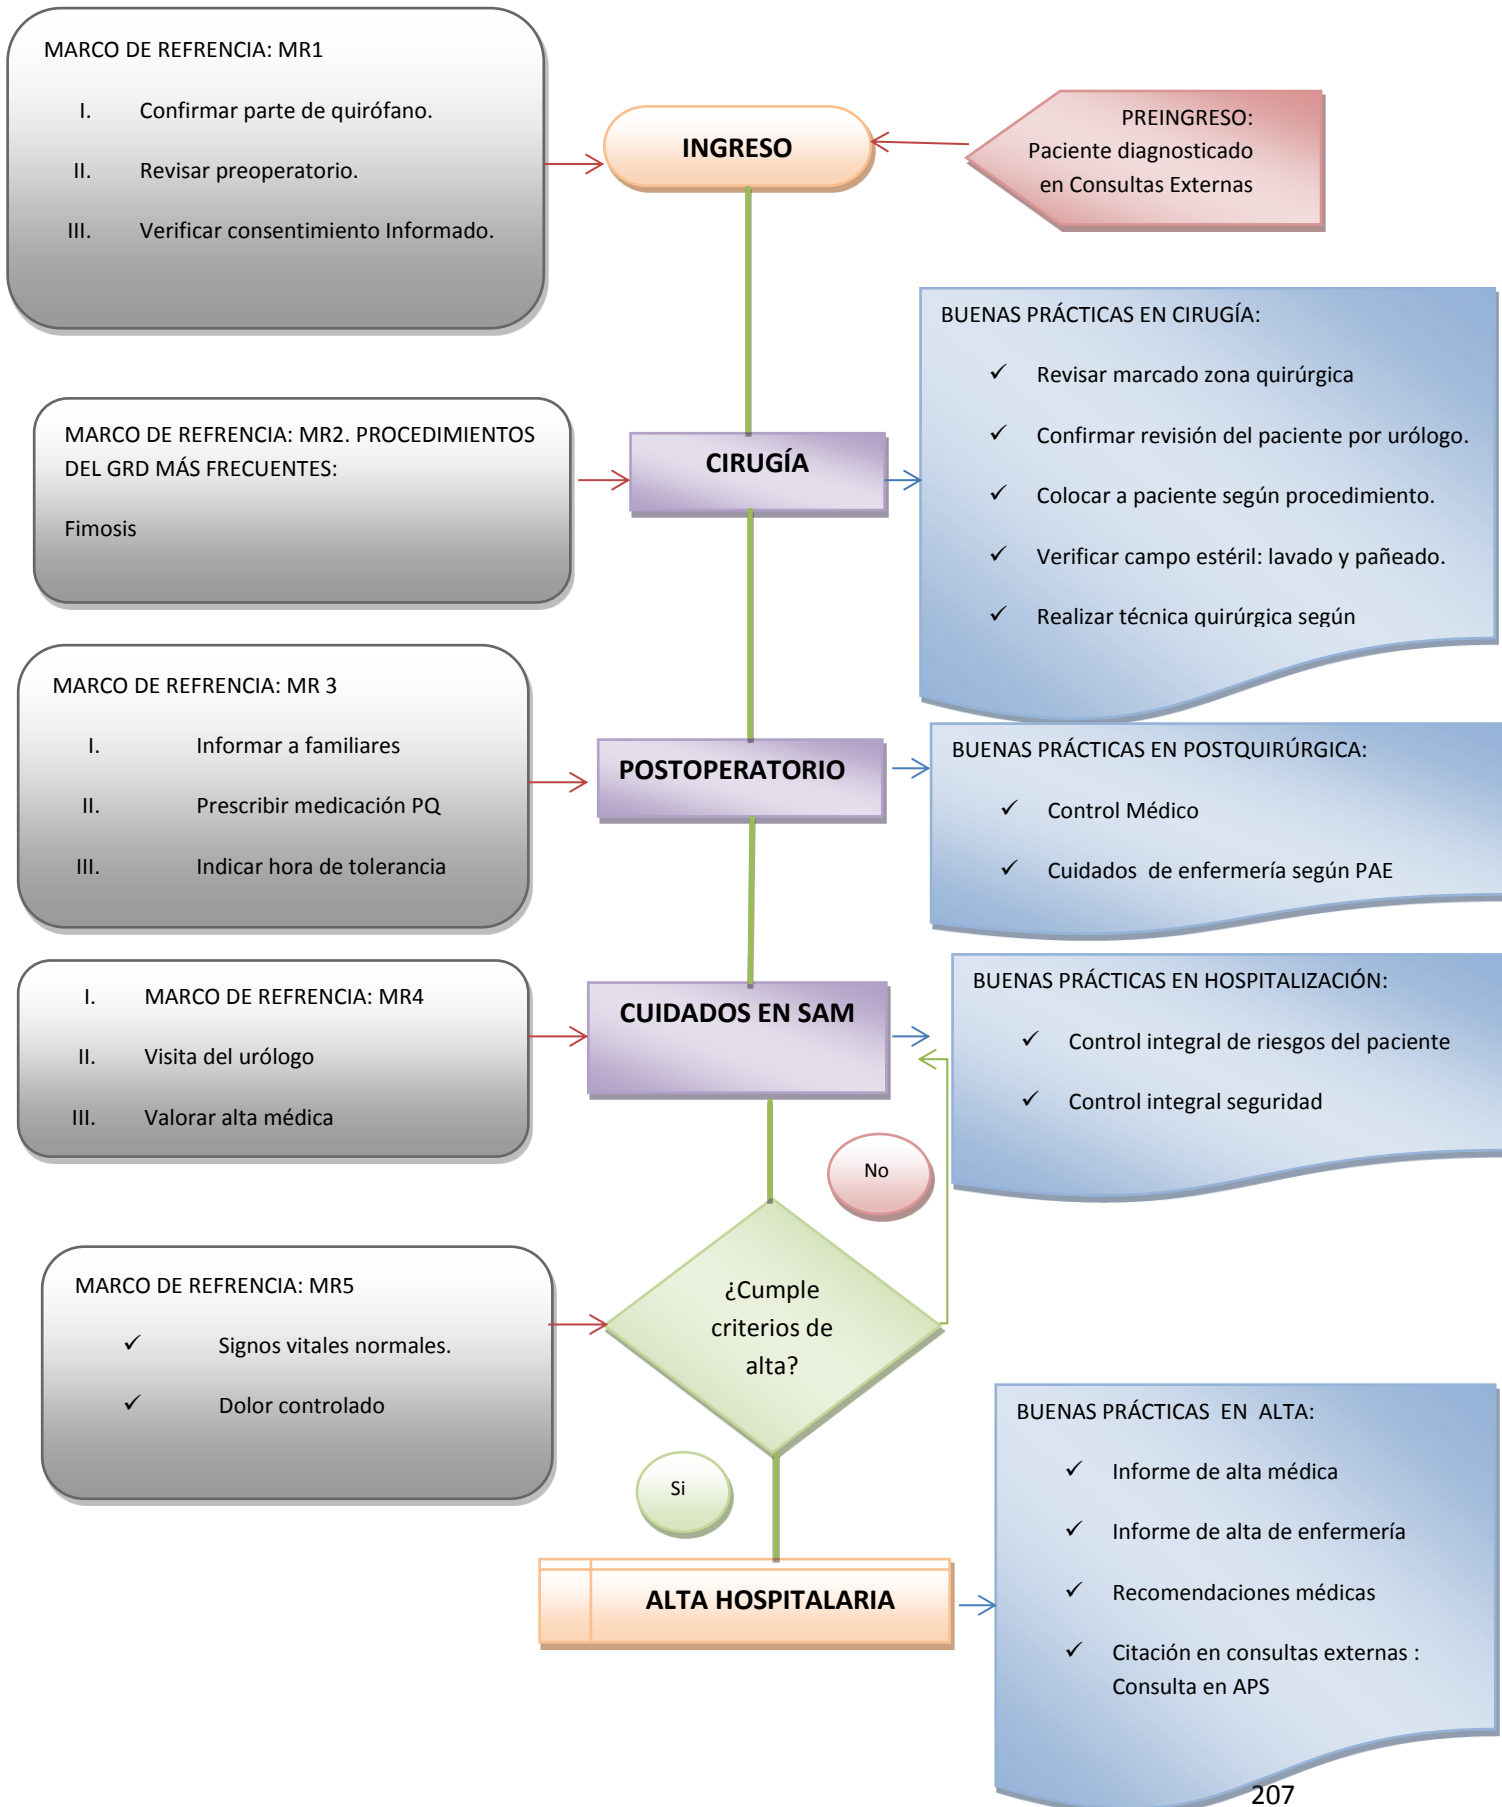 MARCO DE REFRENCIA: MR1
I. Confirmar parte de quirófano.
II. Revisar preoperatorio.
III. Verificar consentimiento Informado.
INGRESO
PREINGRESO:
Paciente diagnosticado
en Consultas Externas
MARCO DE REFRENCIA: MR2. PROCEDIMIENTOS
DEL GRD MÁS FRECUENTES:
Fimosis
CIRUGÍA
BUENAS PRÁCTICAS EN CIRUGÍA:
✓ Revisar marcado zona quirúrgica
✓ Confirmar revisión del paciente por urólogo.
✓ Colocar a paciente según procedimiento.
✓ Verificar campo estéril: lavado y pañeado.
✓ Realizar técnica quirúrgica según
MARCO DE REFRENCIA: MR 3
I. Informar a familiares
II. Prescribir medicación PQ
III. Indicar hora de tolerancia
POSTOPERATORIO
BUENAS PRÁCTICAS EN POSTQUIRÚRGICA:
✓ Control Médico
✓ Cuidados de enfermería según PAE
I. MARCO DE REFRENCIA: MR4
II. Visita del urólogo
III. Valorar alta médica
CUIDADOS EN SAM
BUENAS PRÁCTICAS EN HOSPITALIZACIÓN:
✓ Control integral de riesgos del paciente
✓ Control integral seguridad
No
MARCO DE REFRENCIA: MR5
✓ Signos vitales normales.
✓ Dolor controlado
¿Cumple
criterios de
alta?
Si
ALTA HOSPITALARIA
BUENAS PRÁCTICAS EN ALTA:
✓ Informe de alta médica
✓ Informe de alta de enfermería
✓ Recomendaciones médicas
✓ Citación en consultas externas :
Consulta en APS
207